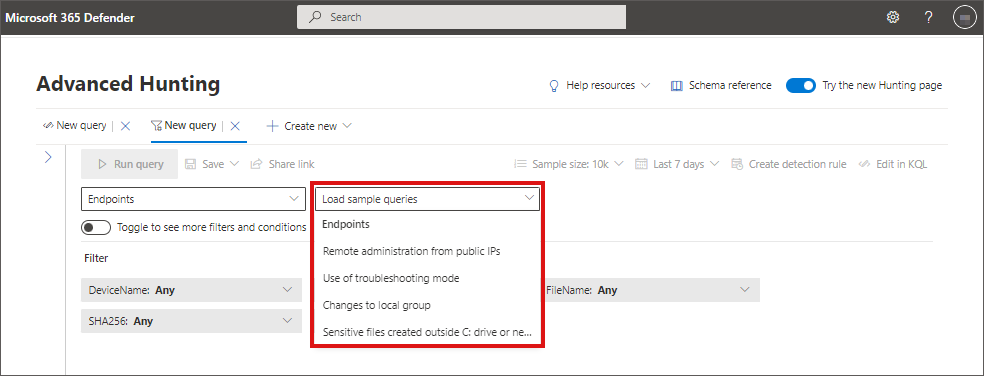 Microsoft 365 Defender
Search
?
Advanced Hunting
Help resources
Schema reference
Try the new Hunting page
New query
New query
Create new
Run query
Save
Share link
Sample size: 10k
Last 7 days
Create detection rule
Edit in KQL
Endpoints
Load sample queries
Toggle to see more filters and conditions
Endpoints
Remote administration from public IPs
Use of troubleshooting mode
Changes to local group
Sensitive files created outside C: drive or ne...
Filter
DeviceName: Any
FileName: Any
SHA256: Any